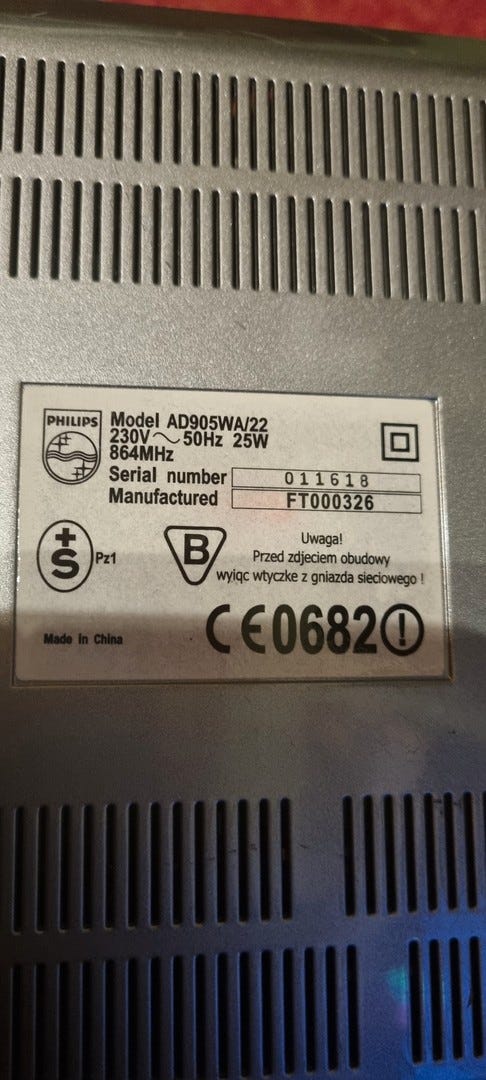 PHILIPS
Model AD905WA/22
230V ~ 50Hz 25W
864MHz
Serial number 011618
Manufactured FT000326
+S Pz1
B
Uwaga!
Przed zdjeciem obudowy
wyjąc wtyczke z gniazda sieciowego !
Made in China
CE0682!